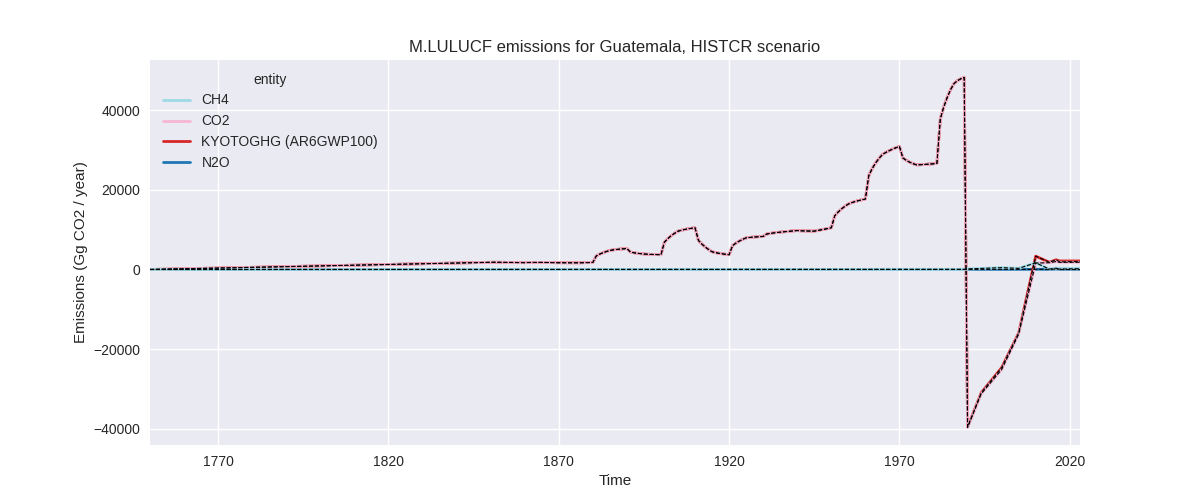 M.LULUCF emissions for Guatemala, HISTCR scenario
entity
CH4
CO2
KYOTOGHG (AR6GWP100)
N2O
Emissions (Gg CO2 / year)
40000
20000
0
−20000
−40000
1770
1820
1870
1920
1970
2020
Time